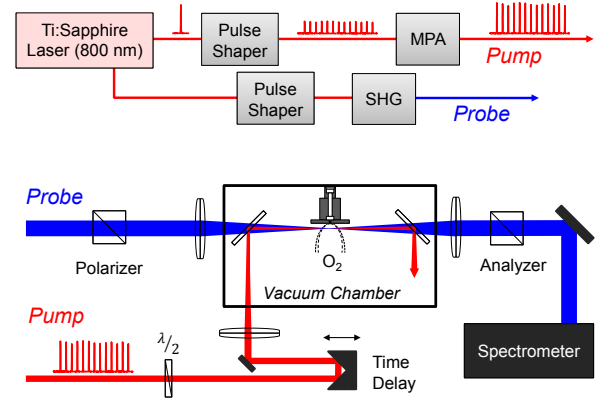 Ti:Sapphire
Laser (800 nm)
Pulse
Shaper
MPA
Pump
Pulse
Shaper
SHG
Probe
Probe
Polarizer
O₂
Vacuum Chamber
Analyzer
Pump
λ/2
Time
Delay
Spectrometer